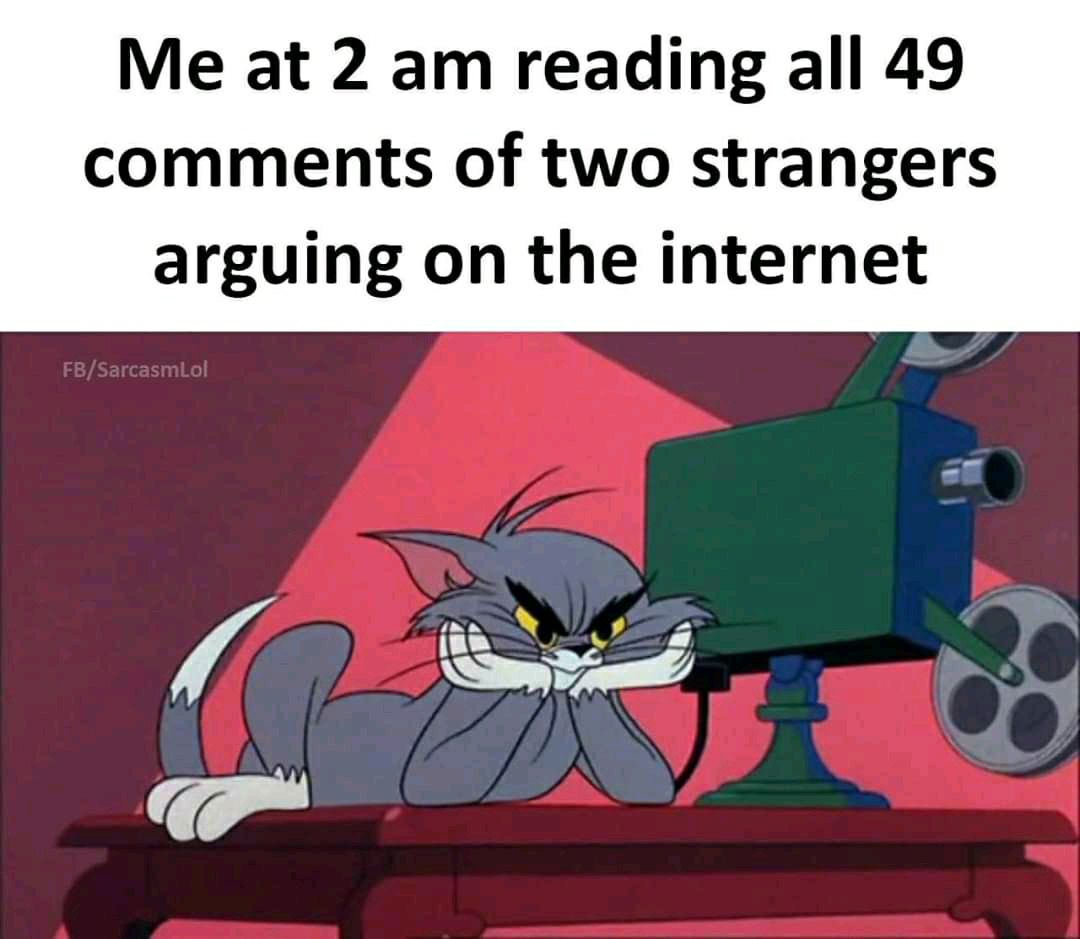 Me at 2 am reading all 49
comments of two strangers
arguing on the internet
FB/SarcasmLol